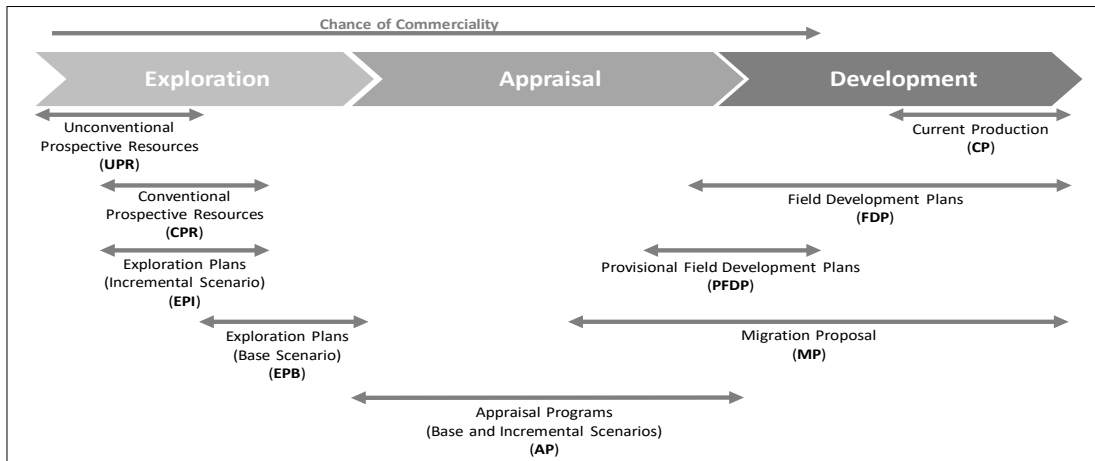 Chance of Commerciality
Exploration
Appraisal
Development
Unconventional
Prospective Resources
(UPR)
Current Production
(CP)
Conventional
Prospective Resources
(CPR)
Field Development Plans
(FDP)
Exploration Plans
(Incremental Scenario)
(EPI)
Provisional Field Development Plans
(PFDP)
Exploration Plans
(Base Scenario)
(EPB)
Migration Proposal
(MP)
Appraisal Programs
(Base and Incremental Scenarios)
(AP)